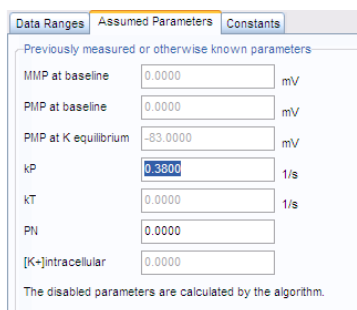 Data Ranges Assumed Parameters Constants
Previously measured or otherwise known parameters
MMP at baseline 0.0000 mV
PMP at baseline 0.0000 mV
PMP at K equilibrium -83.0000 mV
kP 0.3800 1/s
kT 0.0000 1/s
PN 0.0000
[K+]intracellular 0.0000
The disabled parameters are calculated by the algorithm.